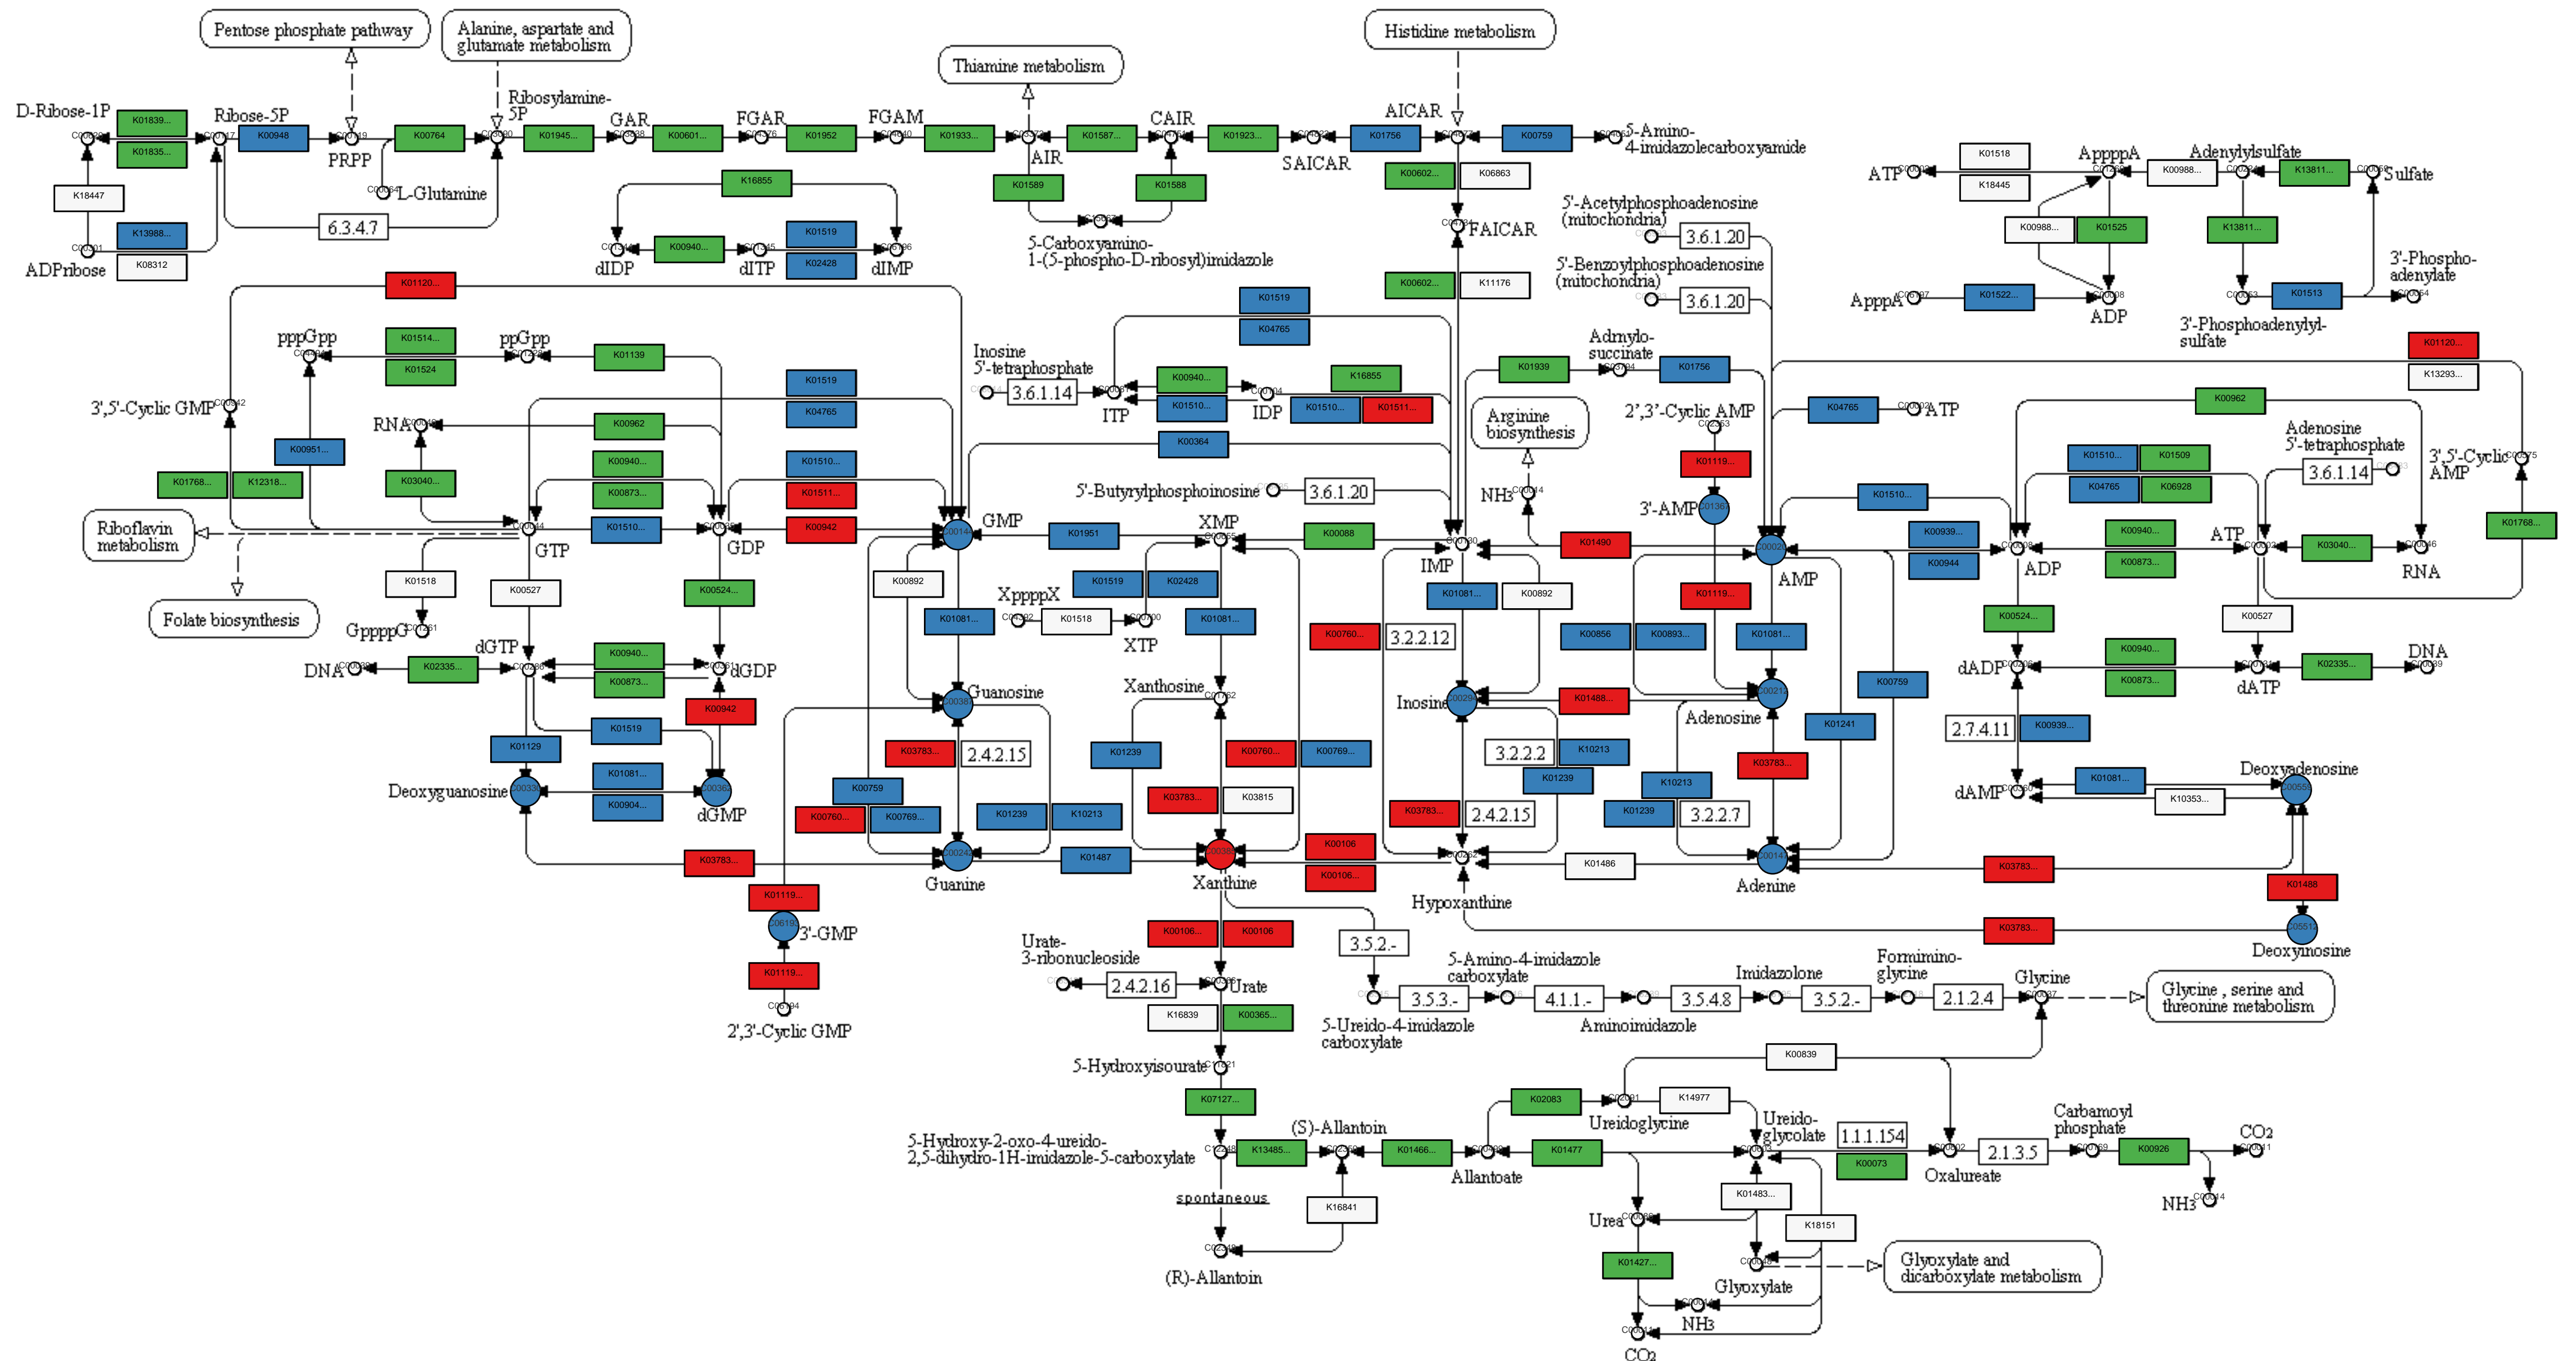 Pentose phosphate pathway
Alanine, aspartate and
glutamate metabolism
Histidine metabolism
Thiamine metabolism
D-Ribose-1P
K01839...
K01835...
Ribose-5P
K00948
PRPP
K00764
Ribosylamine-
5P
K01945...
GAR
K00601...
FGAR
K01952
FGAM
K01933...
AIR
K01587...
CAIR
K01923...
SAICAR
K01756
AICAR
K00759
5-Amino-
4-imidazolecarboxyamide
K18447
L-Glutamine
6.3.4.7
K13988...
K08312
C00301
ADPribose
K16855
K00940...
K01519
K02428
dIDP
dITP
dIMP
K01589
K01588
5-Carboxyamino-
1-(5-phospho-D-ribosyl)imidazole
K00602...
K06863
FAICAR
K00602...
K11176
5'-Acetylphosphoadenosine
(mitochondria)
3.6.1.20
5'-Benzoylphosphoadenosine
(mitochondria)
3.6.1.20
ATP
K01518
K18445
AppppA
K00988...
Adenylylsulfate
K13811...
Sulfate
K00988...
K01525
K13811...
ApppA
K01522...
ADP
K01513
3'-Phospho-
adenylate
3'-Phosphoadenylyl-
sulfate
K01120...
K13293...
K01120...
pppGpp
K01514...
K01524
ppGpp
K01139
K01519
K04765
K01519
K04765
Inosine
5'-tetraphosphate
3.6.1.14
ITP
K00940...
K01510...
IDP
K16855
K01510...
K01511...
K01939
Adrnylo-
succinate
K01756
3',5'-Cyclic GMP
RNA
K00962
K00951...
K00940...
K00873...
K01510...
K01511...
K00364
K01768...
K12318...
K03040...
Arginine
biosynthesis
2',3'-Cyclic AMP
K04765
ATP
K00962
K01119...
3'-AMP
K01510...
K01510...
K01509
K04765
K06928
Adenosine
5'-tetraphosphate
3.6.1.14
3',5'-Cyclic
AMP
K01768...
5'-Butyrylphosphoinosine
3.6.1.20
NH3
Riboflavin
metabolism
GTP
K01510...
GDP
K00942
GMP
K01951
XMP
K00088
IMP
K01490
AMP
K00939...
K00944
ADP
K00940...
K00873...
ATP
K03040...
RNA
Folate biosynthesis
K01518
GppppG
K00527
K00524...
K00892
K01081...
K01519
K02428
XppppX
K01518
XTP
K01081...
K01081...
K00892
K00760...
3.2.2.12
K01119...
K00856
K00893...
K01081...
K00524...
K00527
DNA
K02335...
dGTP
K00940...
K00873...
dGDP
K00942
Guanosine
Xanthosine
Inosine
K01488...
Adenosine
K00759
dADP
K00940...
K00873...
dATP
K02335...
DNA
K01129
K01519
K01081...
K00904...
Deoxyguanosine
dGMP
K03783...
2.4.2.15
K01239
K00760...
K00769...
3.2.2.2
K10213
K01239
K03783...
K01241
2.7.4.11
K00939...
K00759
K00760...
K00769...
K01239
K10213
K03783...
K03815
K03783...
2.4.2.15
K10213
K01239
3.2.2.7
dAMP
K01081...
K10353...
Deoxyadenosine
K03783...
Guanine
K01487
Xanthine
K00106
K00106...
Hypoxanthine
K01486
Adenine
K03783...
K01488
K03783...
Deoxyinosine
K01119...
3'-GMP
K01119...
2',3'-Cyclic GMP
K00106...
K00106
Urate-
3-ribonucleoside
2.4.2.16
Urate
3.5.2.-
3.5.3.-
5-Ureido-4-imidazole
carboxylate
5-Amino-4-imidazole
carboxylate
4.1.1.-
Aminoimidazole
3.5.4.8
Imidazolone
3.5.2.-
Formimino-
glycine
2.1.2.4
Glycine
Glycine , serine and
threonine metabolism
K16839
K00365...
5-Hydroxyisourate
K07127...
5-Hydroxy-2-oxo-4-ureido-
2,5-dihydro-1H-imidazole-5-carboxylate
K13485...
(S)-Allantoin
K01466...
Allantoate
K02083
Ureidoglycine
K14977
K00839
K01477
Ureido-
glycolate
1.1.1.154
K00073
Oxalureate
2.1.3.5
Carbamoyl
phosphate
K00926
CO2
NH3
spontaneous
K16841
(R)-Allantoin
Urea
K01483...
K18151
K01427...
Glyoxylate
Glyoxylate and
dicarboxylate metabolism
NH3
CO2